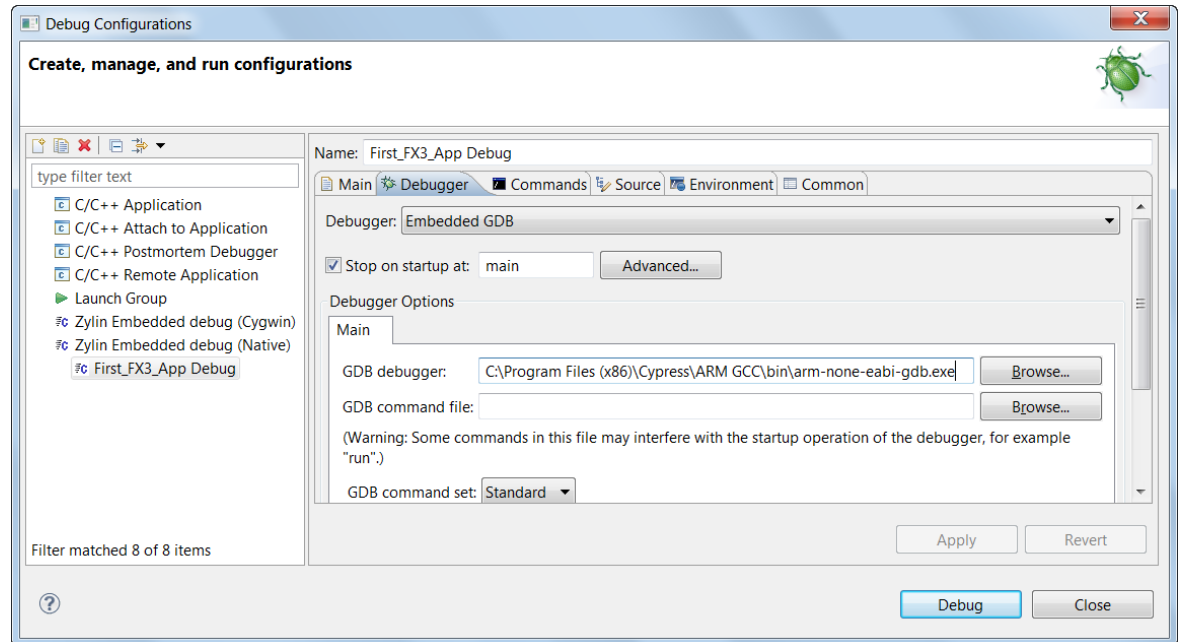 Debug Configurations
Create, manage, and run configurations
type filter text
C/C++ Application
C/C++ Attach to Application
C/C++ Postmortem Debugger
C/C++ Remote Application
Launch Group
Zylin Embedded debug (Cygwin)
Zylin Embedded debug (Native)
First_FX3_App Debug
Filter matched 8 of 8 items
Name: First_FX3_App Debug
Main Debugger Commands Source Environment Common
Debugger: Embedded GDB
Stop on startup at: main Advanced...
Debugger Options
Main
GDB debugger: C:\Program Files (x86)\Cypress\ARM GCC\bin\arm-none-eabi-gdb.exe Browse...
GDB command file: Browse...
(Warning: Some commands in this file may interfere with the startup operation of the debugger, for example
"run".)
GDB command set: Standard
Apply Revert
? Debug Close